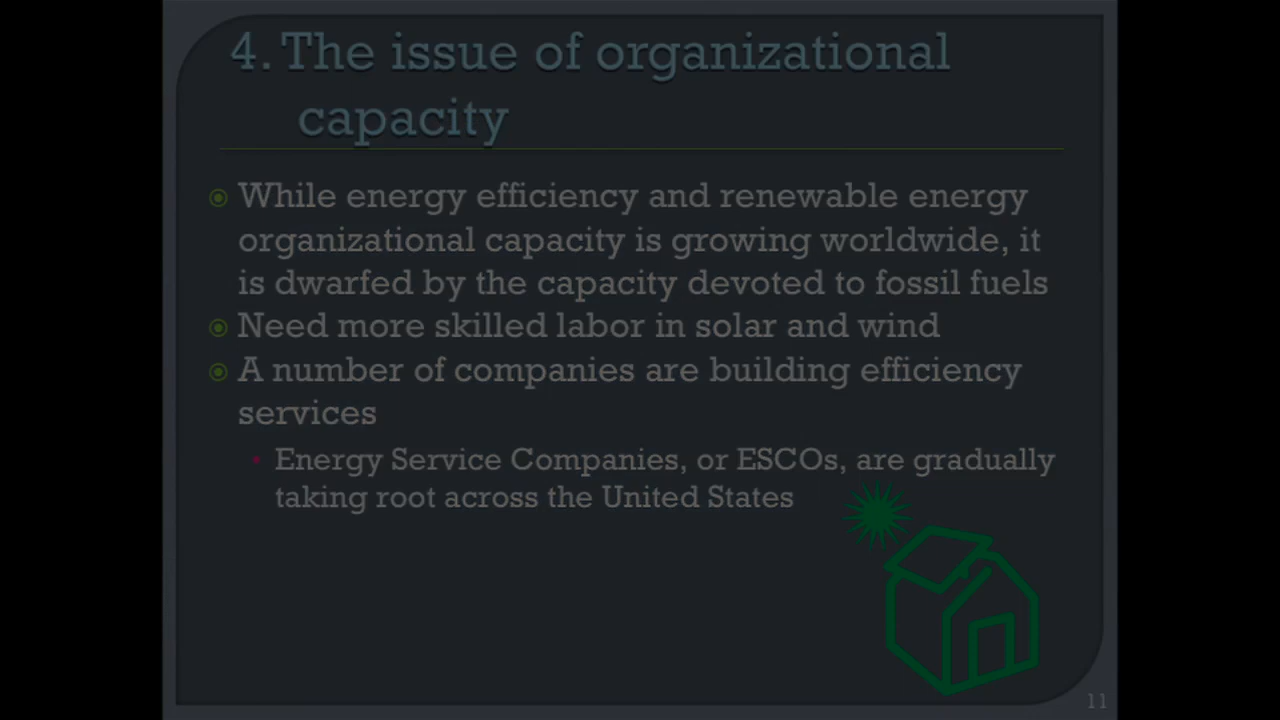 4. The issue of organizational
capacity
While energy efficiency and renewable energy
organizational capacity is growing worldwide, it
is dwarfed by the capacity devoted to fossil fuels
Need more skilled labor in solar and wind
A number of companies are building efficiency
services
Energy Service Companies, or ESCOs, are gradually
taking root across the United States
11